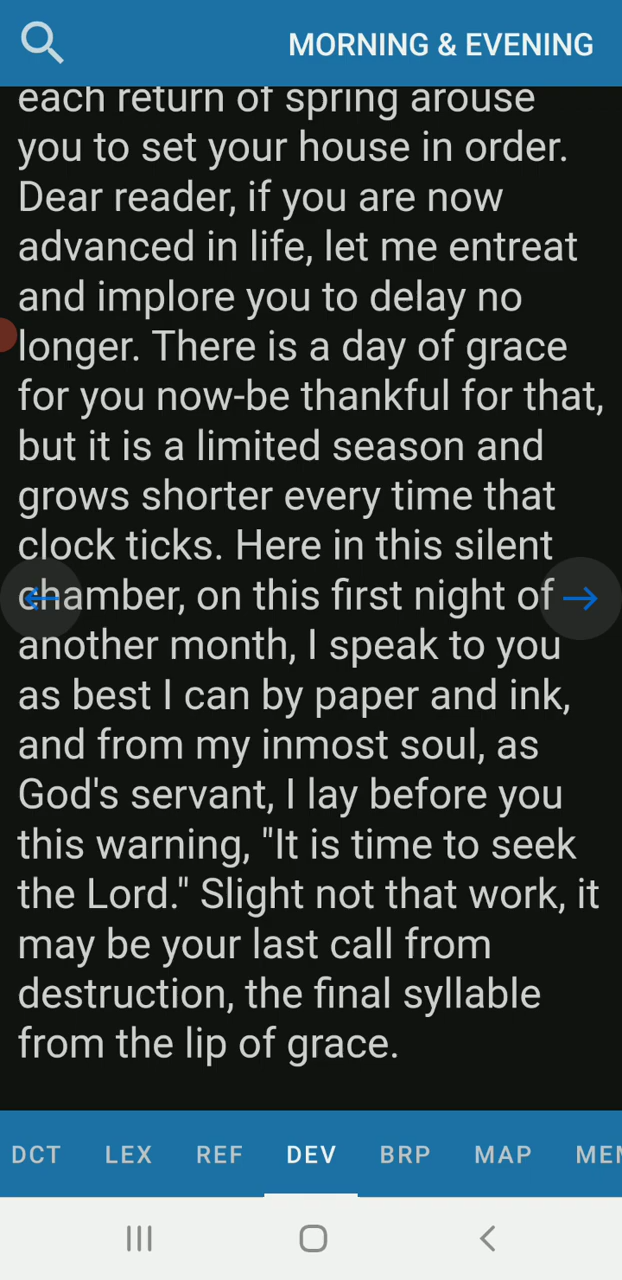 MORNING & EVENING
each return of spring arouse
you to set your house in order.
Dear reader, if you are now
advanced in life, let me entreat
and implore you to delay no
longer. There is a day of grace
for you now-be thankful for that,
but it is a limited season and
grows shorter every time that
clock ticks. Here in this silent
chamber, on this first night of
another month, I speak to you
as best I can by paper and ink,
and from my inmost soul, as
God's servant, I lay before you
this warning, "It is time to seek
the Lord." Slight not that work, it
may be your last call from
destruction, the final syllable
from the lip of grace.
DCT LEX REF DEV BRP MAP MEM